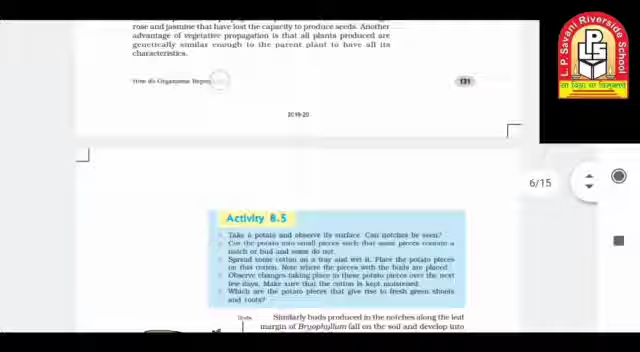 rose and jasmine that have lost the capacity to produce seeds. Another
advantage of vegetative propagation is that all plants produced are
genetically similar enough to the parent plant to have all its
characteristics.
How do Organisms Repro
131
2019-20
L. P. Savani Riverside School
LPS
6/15
Activity 8.5
Take a potato and observe its surface. Can notches be seen?
Cut the potato into small pieces such that some pieces contain a
notch or bud and some do not.
Spread some cotton on a tray and wet it. Place the potato pieces
on this cotton. Note where the pieces with the buds are placed.
Observe changes taking place in these potato pieces over the next
few days. Make sure that the cotton is kept moistened.
Which are the potato pieces that give rise to fresh green shoots
and roots?
Buds
Similarly buds produced in the notches along the leaf
margin of Bryophyllum fall on the soil and develop into